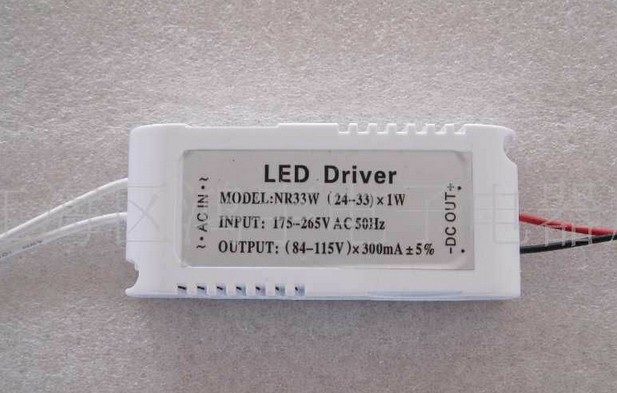 LED Driver
MODEL:NR33W (24-33)×1W
INPUT: 175-265V AC 50Hz
OUTPUT: (84-115V)×300mA±5%
~AC IN~
-DC OUT+